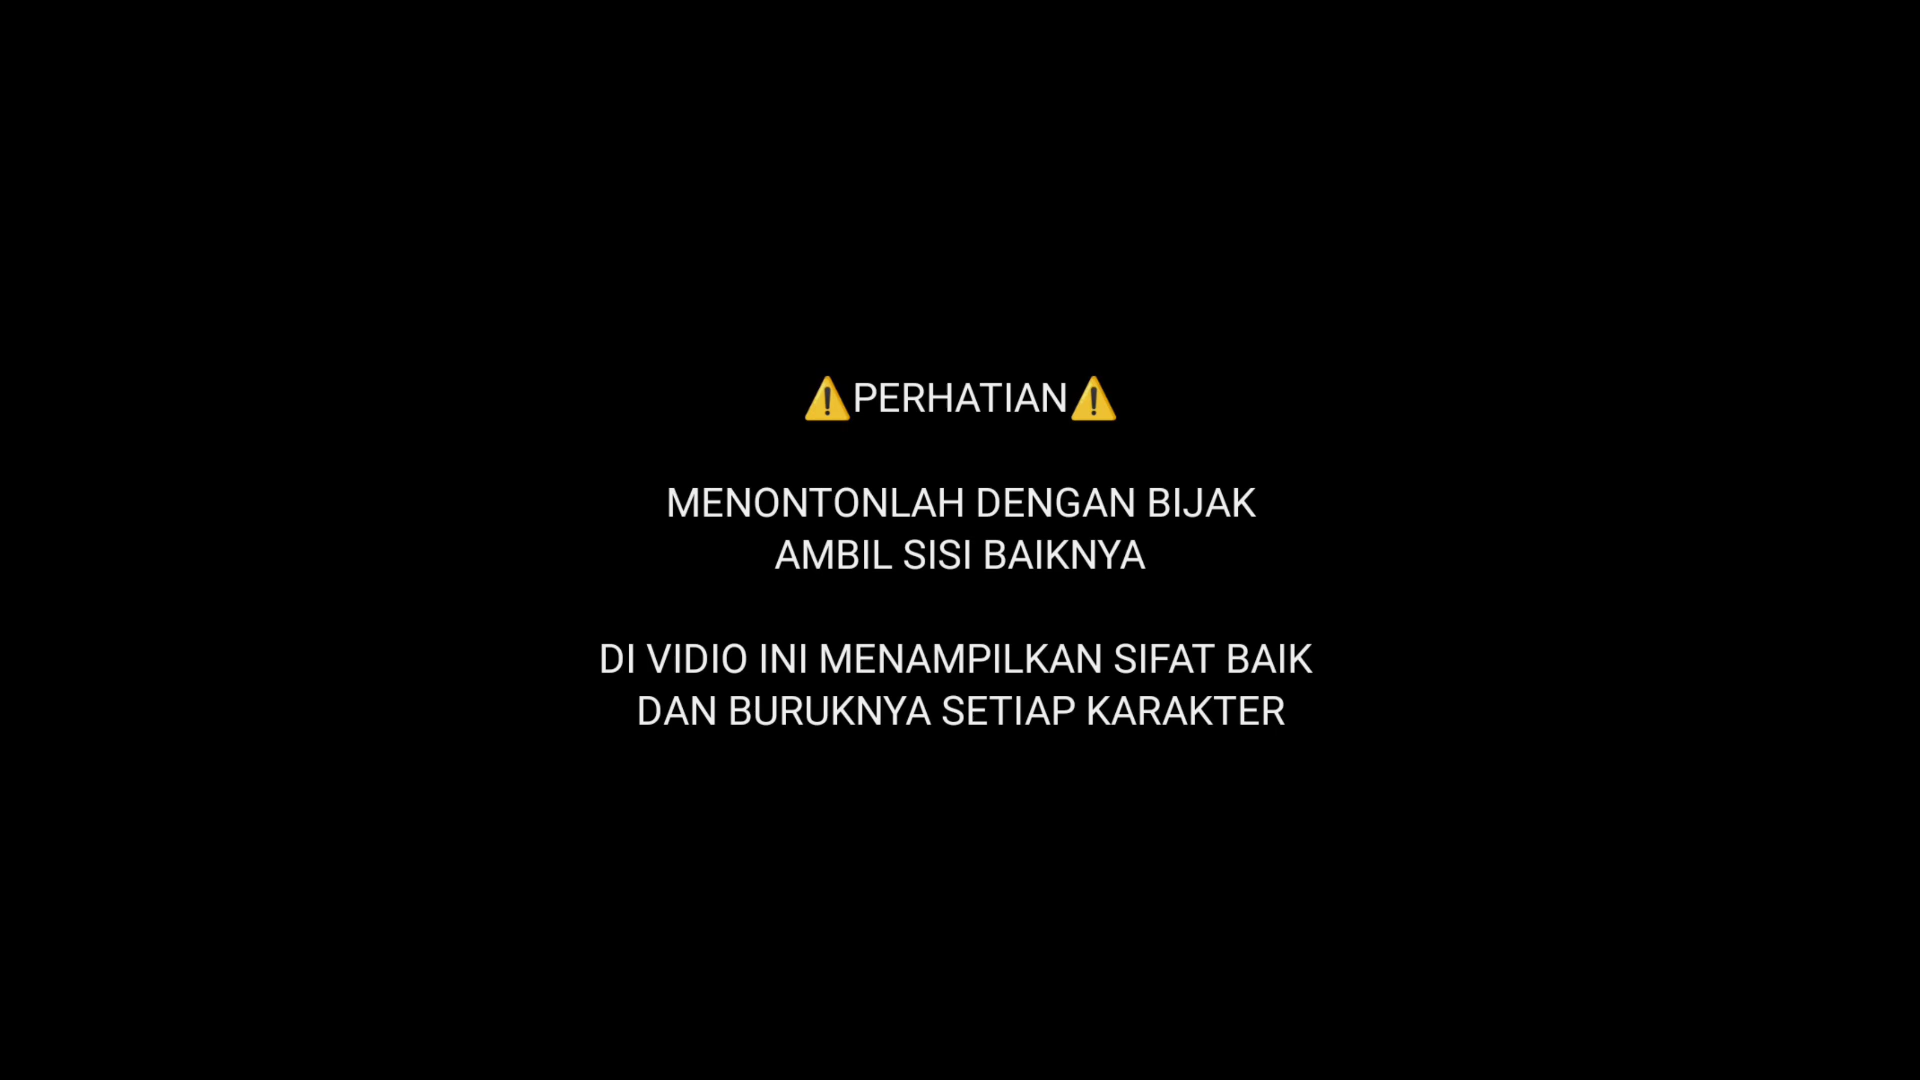 ⚠️PERHATIAN⚠️
MENONTONLAH DENGAN BIJAK
AMBIL SISI BAIKNYA
DI VIDIO INI MENAMPILKAN SIFAT BAIK
DAN BURUKNYA SETIAP KARAKTER